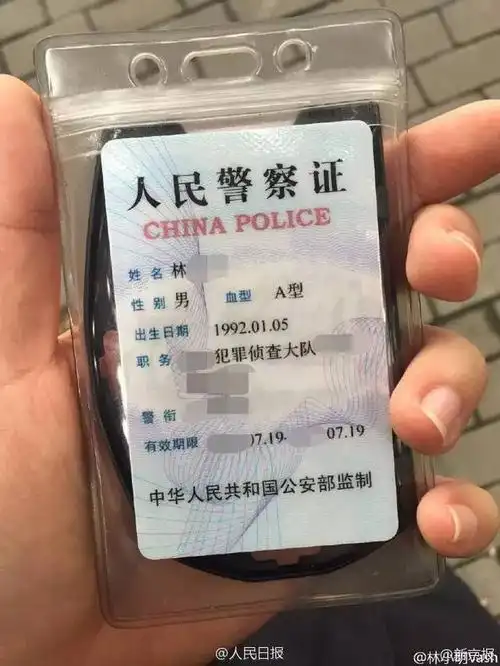 人民警察证
CHINA POLICE
姓名 林
性别 男 血型 A型
出生日期 1992.01.05
职务 犯罪侦查大队
警衔
有效期限 07.19- 07.19
中华人民共和国公安部监制
@人民日报
@新京报